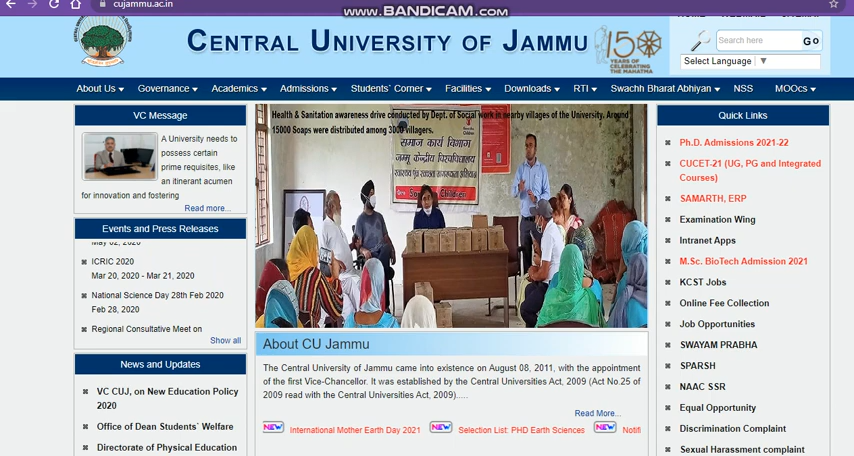 cujammu.ac.in
WWW.BANDICAM.COM
HOME WEBMAIL SITEMAP
CENTRAL UNIVERSITY OF JAMMU
150
YEARS OF
CELEBRATING
THE MAHATMA
Search here
Go
Select Language ▼
About Us
Governance
Academics
Admissions
Students` Corner
Facilities
Downloads
RTI
Swachh Bharat Abhiyan
NSS
MOOCs
VC Message
A University needs to
possess certain
prime requisites, like
an itinerant acumen
for innovation and fostering
Read more...
Events and Press Releases
May 02, 2020
ICRIC 2020
Mar 20, 2020 - Mar 21, 2020
National Science Day 28th Feb 2020
Feb 28, 2020
Regional Consultative Meet on
Show all
News and Updates
VC CUJ, on New Education Policy
2020
Office of Dean Students` Welfare
Directorate of Physical Education
Health & Sanitation awareness drive conducted by Dept. of Social work in nearby villages of the University. Around
15000 Soaps were distributed among 3000 villagers.
समाज कार्य विभाग
जम्मू केन्द्रीय विश्वविद्यालय
Children
About CU Jammu
The Central University of Jammu came into existence on August 08, 2011, with the appointment
of the first Vice-Chancellor. It was established by the Central Universities Act, 2009 (Act No.25 of
2009 read with the Central Universities Act, 2009).....
Read More...
NEW International Mother Earth Day 2021 NEW Selection List: PHD Earth Sciences NEW Notifi
Quick Links
Ph.D. Admissions 2021-22
CUCET-21 (UG, PG and Integrated
Courses)
SAMARTH, ERP
Examination Wing
Intranet Apps
M.Sc. BioTech Admission 2021
KCST Jobs
Online Fee Collection
Job Opportunities
SWAYAM PRABHA
SPARSH
NAAC SSR
Equal Opportunity
Discrimination Complaint
Sexual Harassment complaint